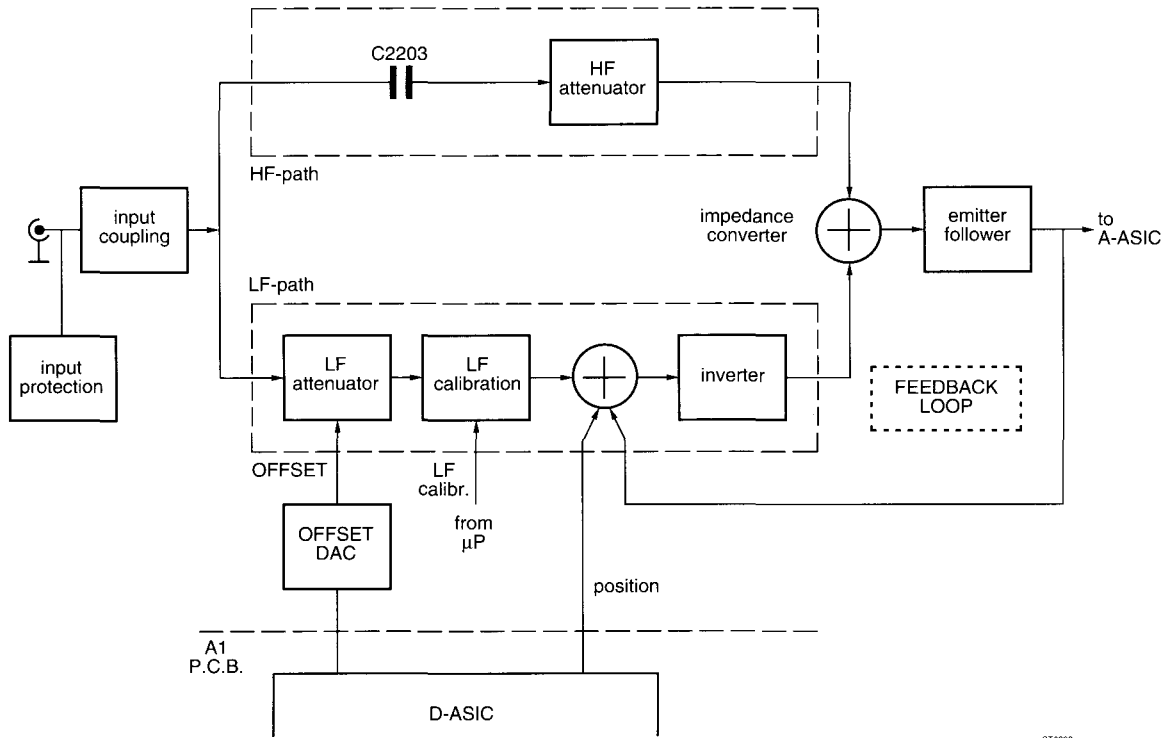 C2203
HF
attenuator
HF-path
input
coupling
impedance
converter
emitter
follower
to
A-ASIC
LF-path
input
protection
LF
attenuator
LF
calibration
inverter
FEEDBACK
LOOP
OFFSET
LF
calibr.
from
µP
OFFSET
DAC
position
A1
P.C.B.
D-ASIC